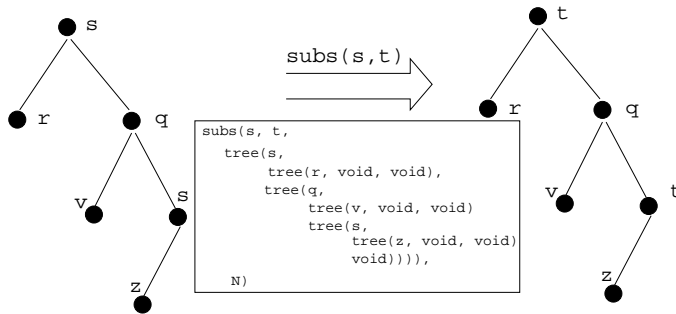 s
r
q
v
s
z
subs(s,t)
subs(s, t,
tree(s,
tree(r, void, void),
tree(q,
tree(v, void, void)
tree(s,
tree(z, void, void)
void)))),
N)
t
r
q
v
t
z